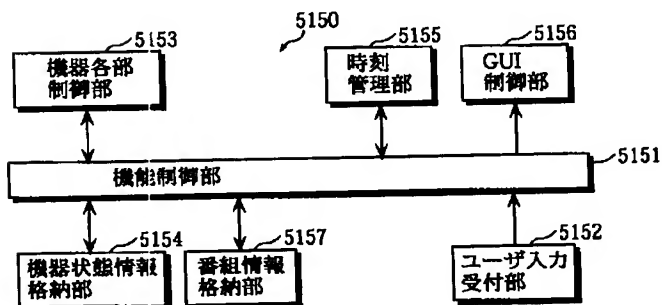 5150
5153
機器各部
制御部
5155
時刻
管理部
5156
GUI
制御部
5151
機能制御部
5154
機器状態情報
格納部
5157
番組情報
格納部
5152
ユーザ入力
受付部